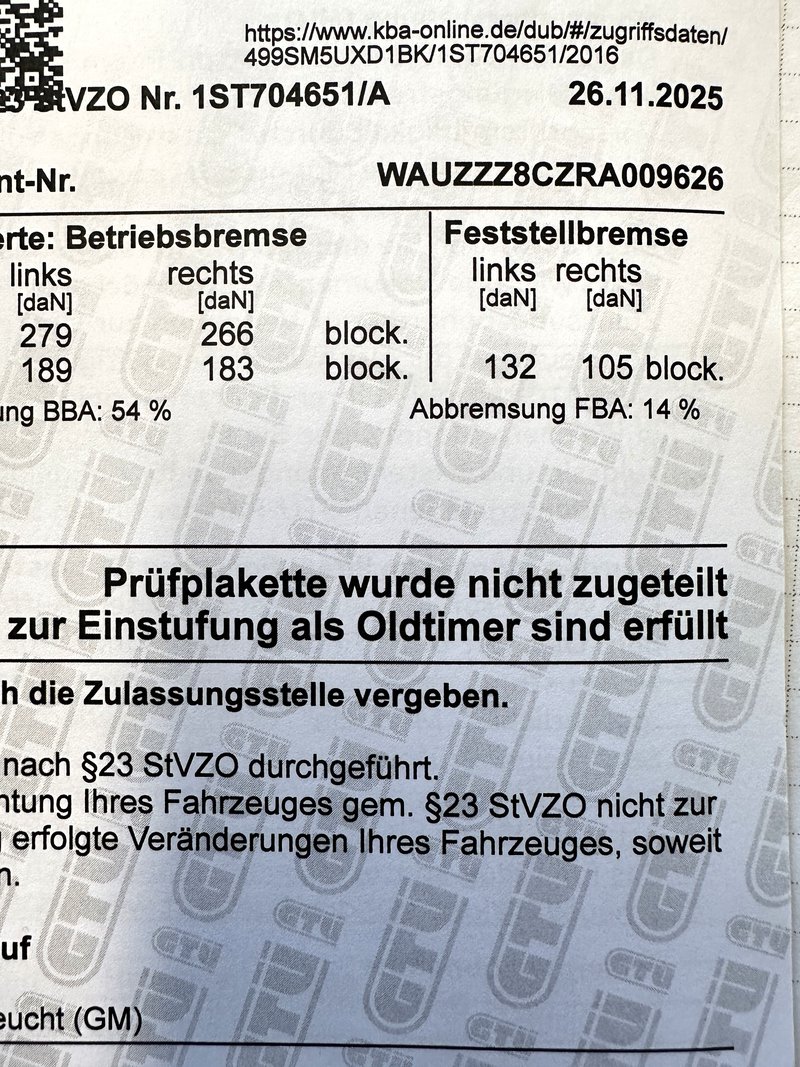 https://www.kba-online.de/dub/#/zugriffsdaten/
499SM5UXD1BK/1ST704651/2016
23 StVZO Nr. 1ST704651/A 26.11.2025
nt-Nr. WAUZZZ8CZRA009626
erte: Betriebsbremse Feststellbremse
links rechts links rechts
[daN] [daN] [daN] [daN]
279 266 block.
189 183 block. 132 105 block.
ung BBA: 54 % Abbremsung FBA: 14 %
Prüfplakette wurde nicht zugeteilt
zur Einstufung als Oldtimer sind erfüllt
h die Zulassungsstelle vergeben.
nach §23 StVZO durchgeführt.
htung Ihres Fahrzeuges gem. §23 StVZO nicht zur
erfolgte Veränderungen Ihres Fahrzeuges, soweit
n.
uf
eucht (GM)
GTÜ